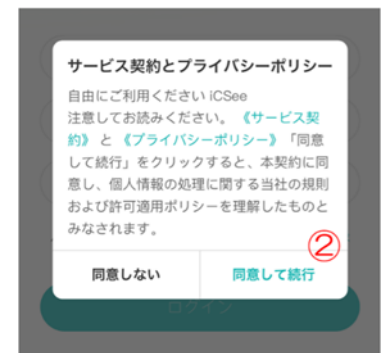 サービス契約とプライバシーポリシー
自由にご利用ください iCSee
注意してお読みください。 《サービス契
約》 と 《プライバシーポリシー》「同意
して続行」をクリックすると、本契約に同
意し、個人情報の処理に関する当社の規則
および許可適用ポリシーを理解したものと
みなされます。
②
同意しない 同意して続行
ログイン